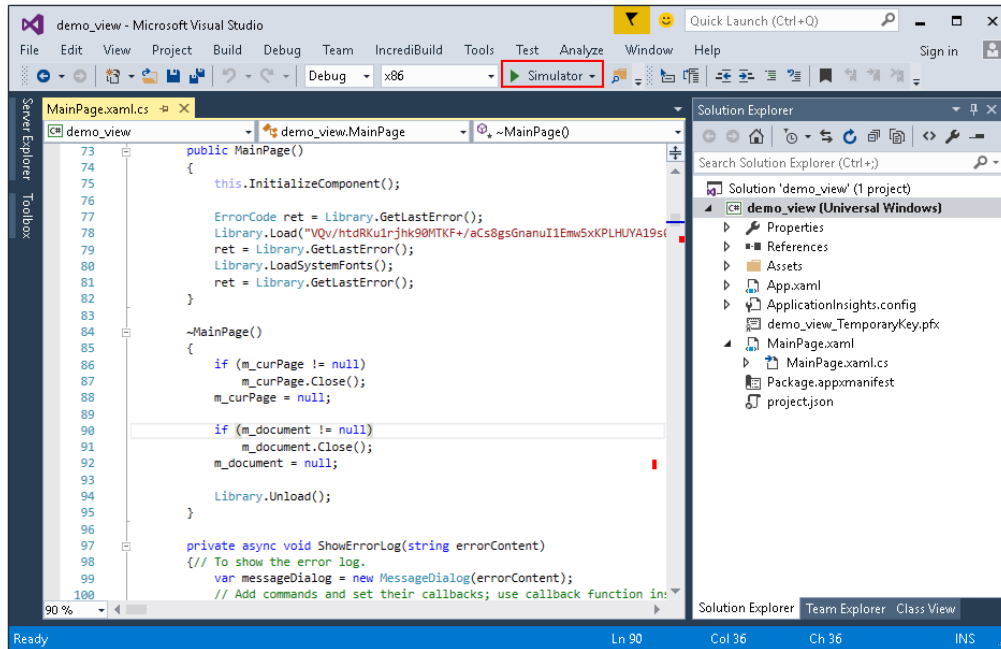 demo_view - Microsoft Visual Studio
Quick Launch (Ctrl+Q)
File Edit View Project Build Debug Team IncrediBuild Tools Test Analyze Window Help
Sign in
Debug x86 Simulator
Server Explorer
Toolbox
MainPage.xaml.cs
demo_view demo_view.MainPage ~MainPage()
73 public MainPage()
74 {
75 this.InitializeComponent();
76
77 ErrorCode ret = Library.GetLastError();
78 Library.Load("VQv/htdRKu1rjhk90MTKF+/aCs8gsGnanuI1Emw5xKPLHUYA19s
79 ret = Library.GetLastError();
80 Library.LoadSystemFonts();
81 ret = Library.GetLastError();
82 }
83
84 ~MainPage()
85 {
86 if (m_curPage != null)
87 m_curPage.Close();
88 m_curPage = null;
89
90 if (m_document != null)
91 m_document.Close();
92 m_document = null;
93
94 Library.Unload();
95 }
96
97 private async void ShowErrorLog(string errorContent)
98 {// To show the error log.
99 var messageDialog = new MessageDialog(errorContent);
100 // Add commands and set their callbacks; use callback function in
90 %
Solution Explorer
Search Solution Explorer (Ctrl+;)
Solution 'demo_view' (1 project)
C# demo_view (Universal Windows)
Properties
References
Assets
App.xaml
ApplicationInsights.config
demo_view_TemporaryKey.pfx
MainPage.xaml
MainPage.xaml.cs
Package.appxmanifest
project.json
Solution Explorer Team Explorer Class View
Ready Ln 90 Col 36 Ch 36 INS